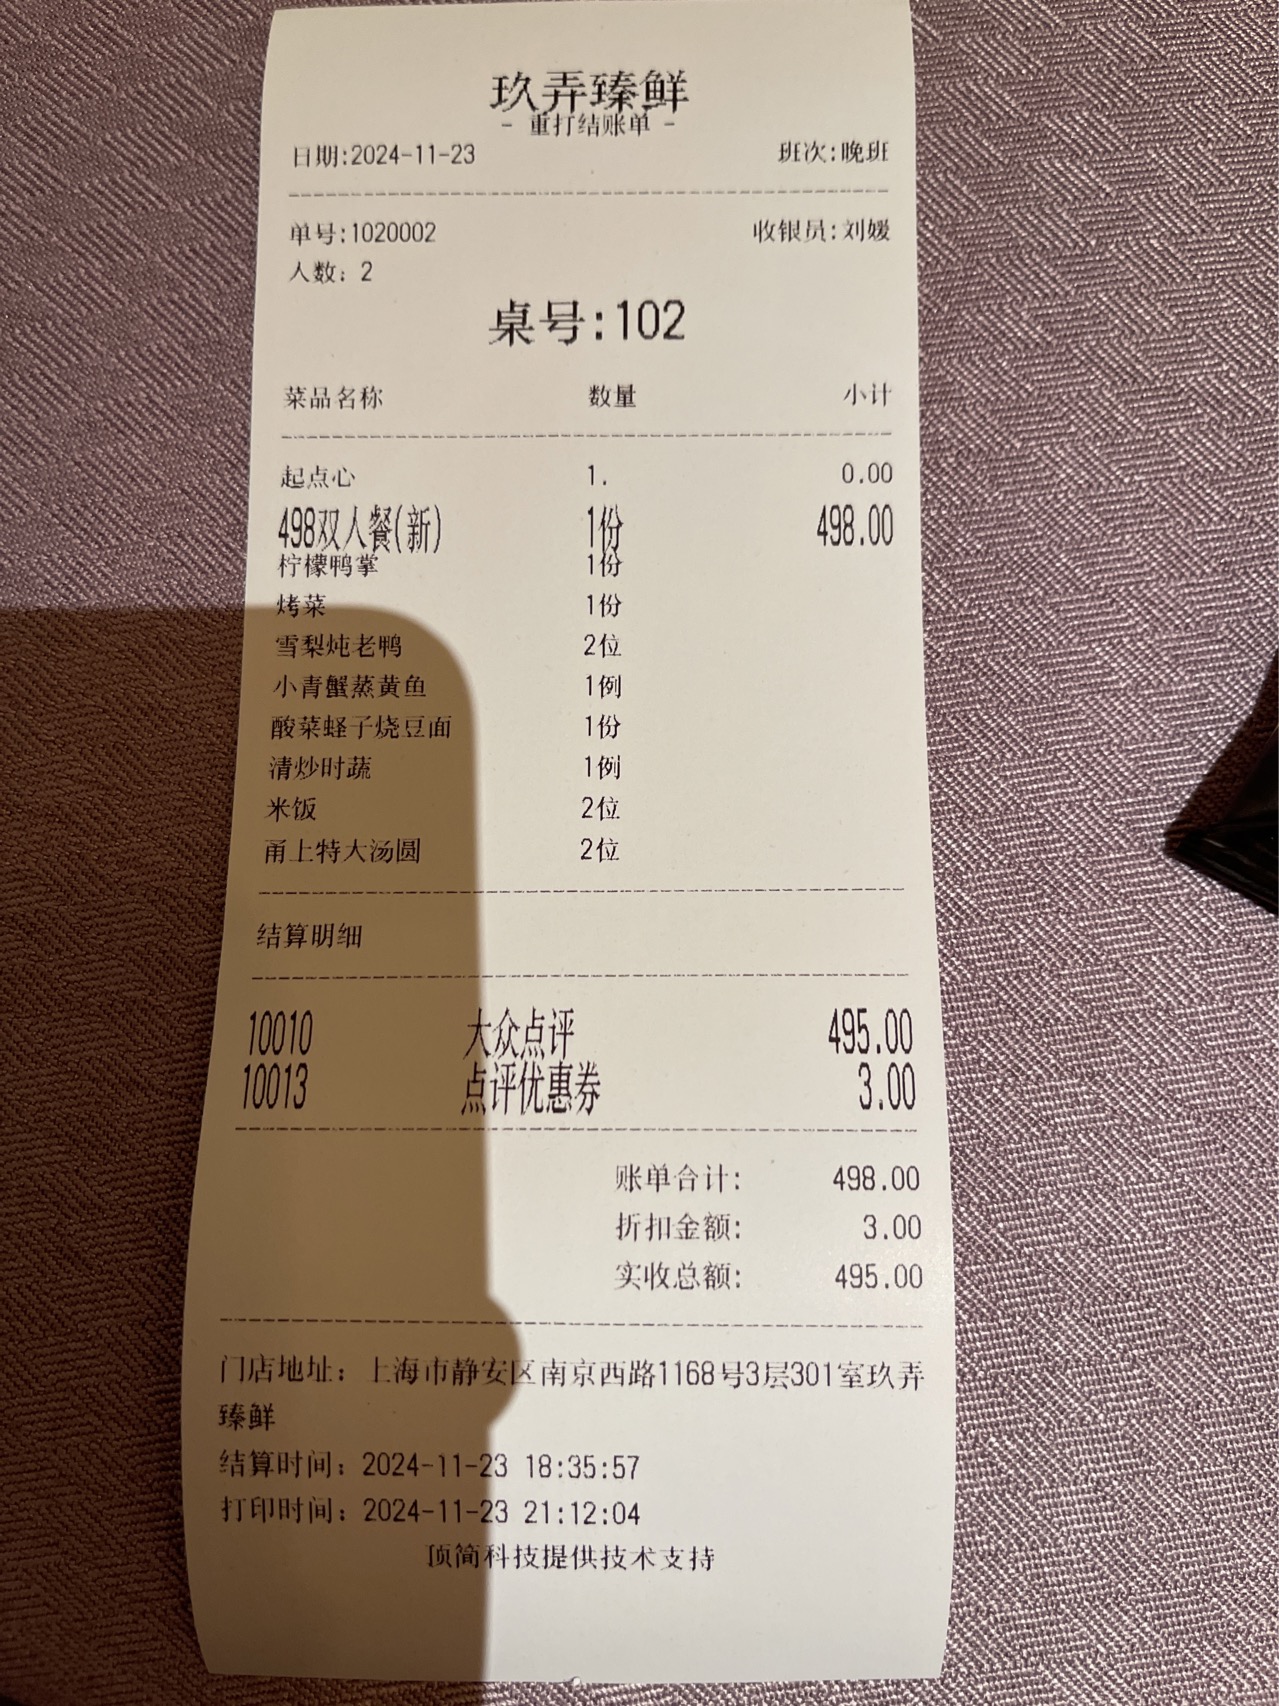 玖弄臻鲜
- 重打结账单 -
日期:2024-11-23 班次:晚班
单号:1020002 收银员:刘媛
人数: 2
桌号:102
菜品名称 数量 小计
起点心 1. 0.00
498双人餐(新) 1份 498.00
柠檬鸭掌 1份
烤菜 1份
雪梨炖老鸭 2位
小青蟹蒸黄鱼 1例
酸菜蛏子烧豆面 1份
清炒时蔬 1例
米饭 2位
甬上特大汤圆 2位
结算明细
10010 大众点评 495.00
10013 点评优惠券 3.00
账单合计: 498.00
折扣金额: 3.00
实收总额: 495.00
门店地址: 上海市静安区南京西路1168号3层301室玖弄
臻鲜
结算时间: 2024-11-23 18:35:57
打印时间: 2024-11-23 21:12:04
顶简科技提供技术支持